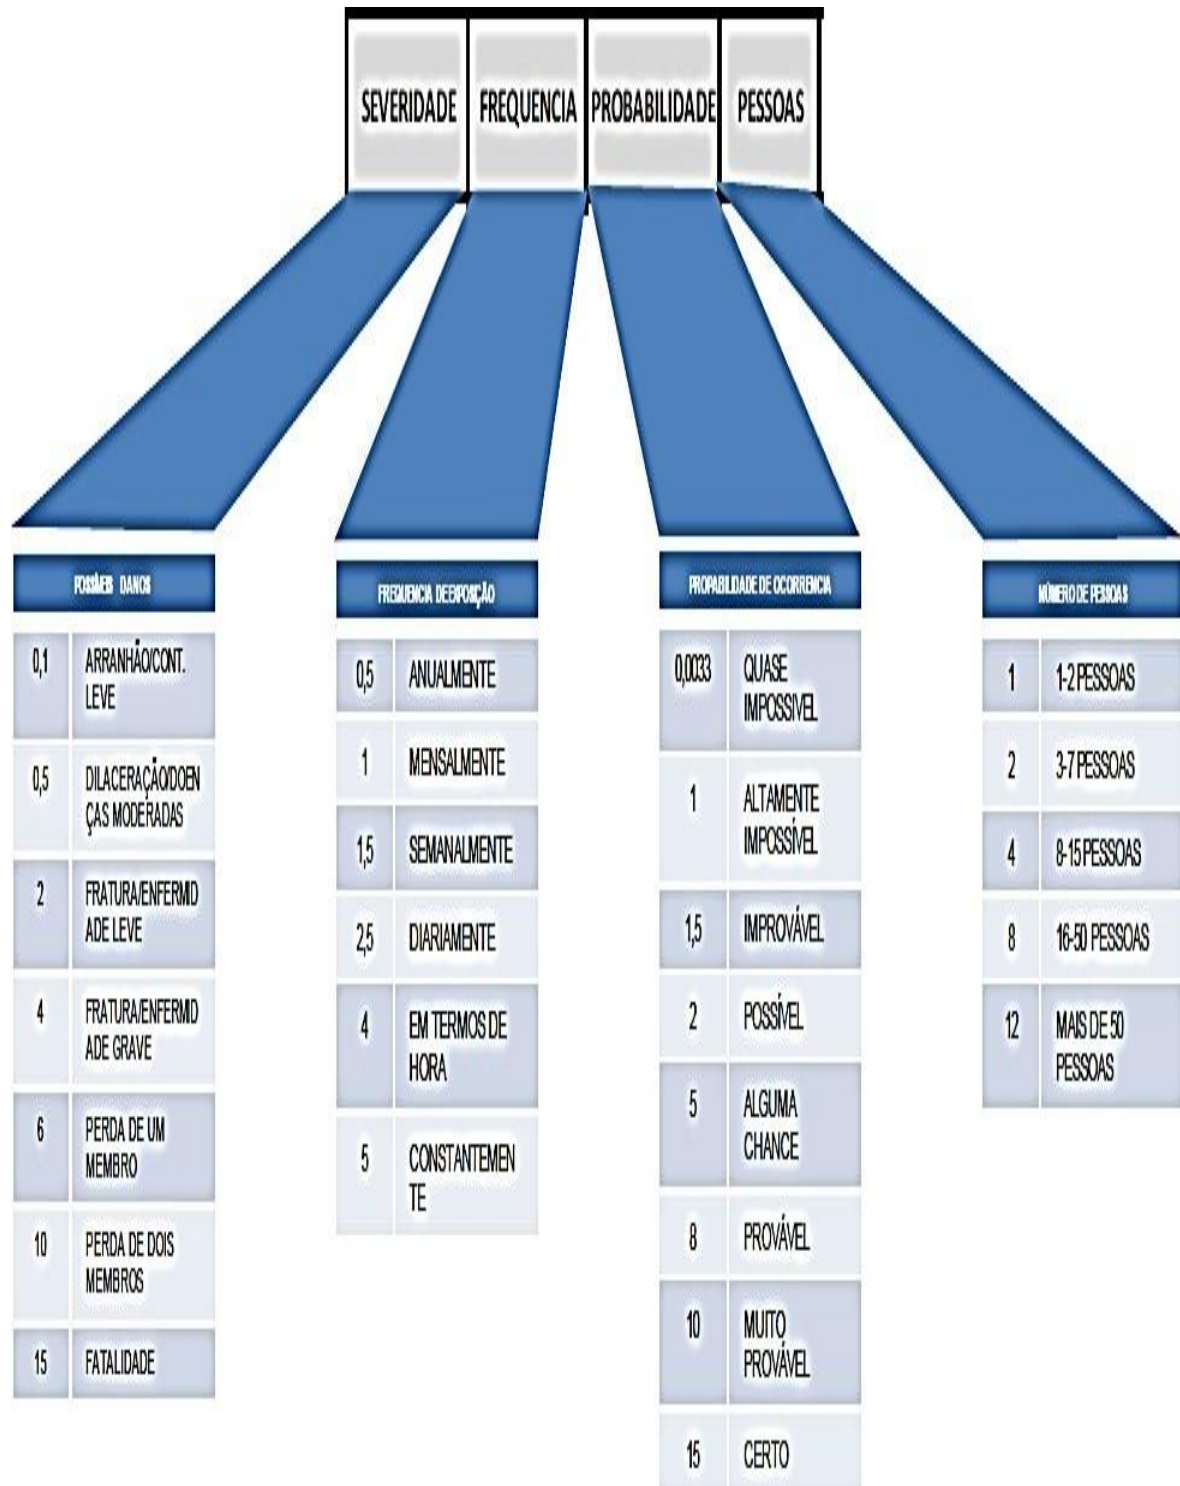 SEVERIDADE
FREQUENCIA
PROBABILIDADE
PESSOAS
POSSÍVEIS DANOS
0,1
ARRANHÃO/CONT.
LEVE
0,5
DILACERAÇÃO/DOEN
ÇAS MODERADAS
2
FRATURA/ENFERMID
ADE LEVE
4
FRATURA/ENFERMID
ADE GRAVE
6
PERDA DE UM
MEMBRO
10
PERDA DE DOIS
MEMBROS
15
FATALIDADE
FREQUENCIA DE EXPOSIÇÃO
0,5
ANUALMENTE
1
MENSALMENTE
1,5
SEMANALMENTE
2,5
DIARIAMENTE
4
EM TERMOS DE
HORA
5
CONSTANTEMEN
TE
PROPABILIDADE DE OCORRENCIA
0,0033
QUASE
IMPOSSIVEL
1
ALTAMENTE
IMPOSSÍVEL
1,5
IMPROVÁVEL
2
POSSÍVEL
5
ALGUMA
CHANCE
8
PROVÁVEL
10
MUITO
PROVÁVEL
15
CERTO
NÚMERO DE PESSOAS
1
1-2 PESSOAS
2
3-7 PESSOAS
4
8-15 PESSOAS
8
16-50 PESSOAS
12
MAIS DE 50
PESSOAS